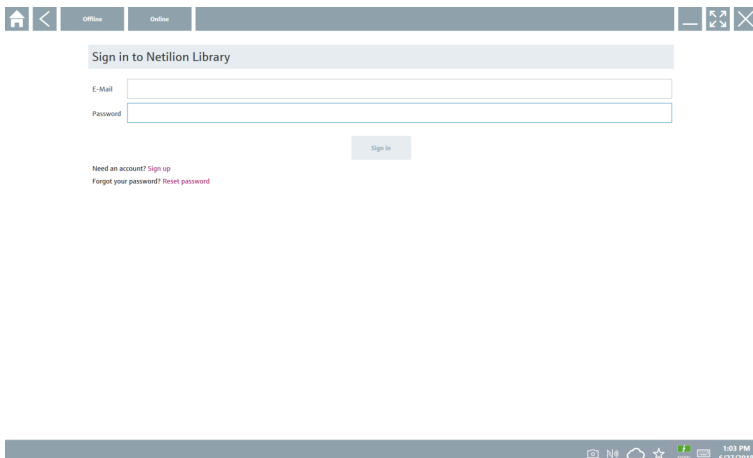 Offline Online
Sign in to Netilion Library
E-Mail
Password
Sign in
Need an account? Sign up
Forgot your password? Reset password
1:03 PM